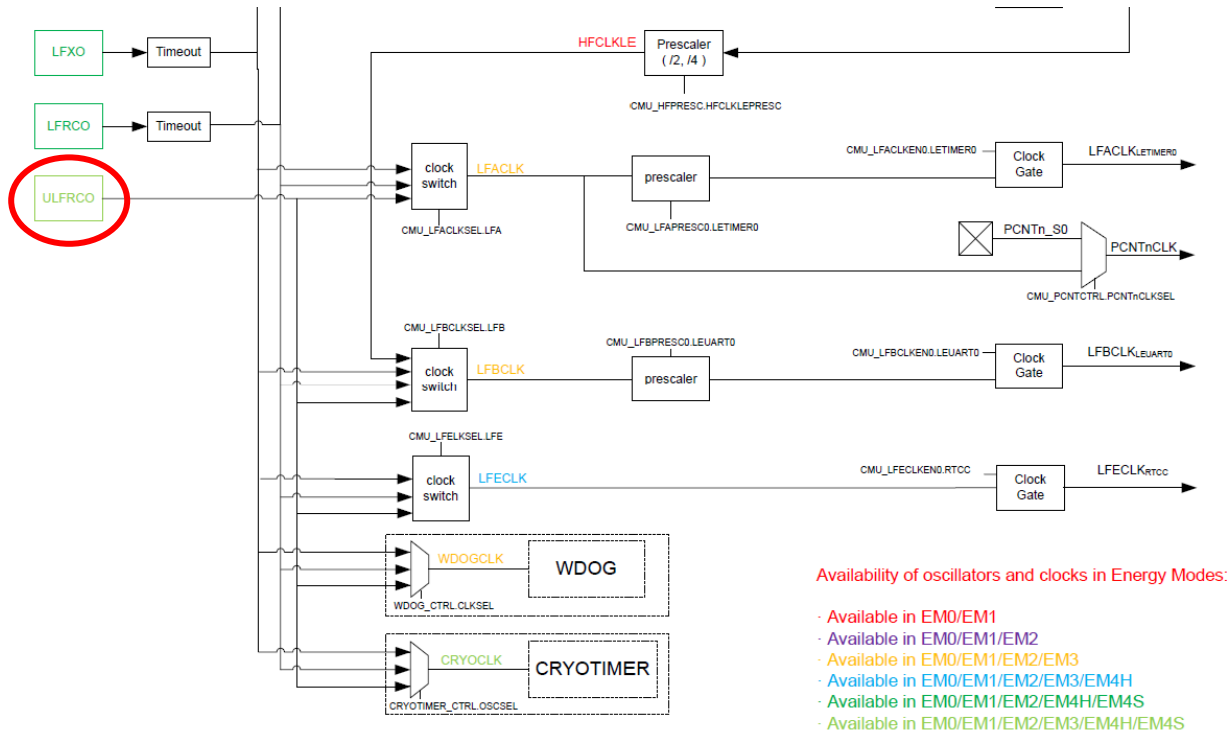 LFXO
Timeout
HFCLKLE
Prescaler
( /2, /4 )
CMU_HFPRESC.HFCLKLEPRESC
LFRCO
Timeout
ULFRCO
clock
switch
LFACLK
CMU_LFACLKSEL.LFA
prescaler
CMU_LFAPRESC0.LETIMER0
CMU_LFACLKEN0.LETIMER0
Clock
Gate
LFACLKLETIMER0
PCNTn_S0
PCNTnCLK
CMU_PCNTCTRL.PCNTnCLKSEL
CMU_LFBCLKSEL.LFB
clock
switch
LFBCLK
CMU_LFBPRESC0.LEUART0
prescaler
CMU_LFBCLKEN0.LEUART0
Clock
Gate
LFBCLKLEUART0
CMU_LFELKSEL.LFE
clock
switch
LFECLK
CMU_LFECLKEN0.RTCC
Clock
Gate
LFECLKRTCC
WDOGCLK
WDOG
WDOG_CTRL.CLKSEL
CRYOCLK
CRYOTIMER
CRYOTIMER_CTRL.OSCSEL
Availability of oscillators and clocks in Energy Modes:
· Available in EM0/EM1
· Available in EM0/EM1/EM2
· Available in EM0/EM1/EM2/EM3
· Available in EM0/EM1/EM2/EM3/EM4H
· Available in EM0/EM1/EM2/EM4H/EM4S
· Available in EM0/EM1/EM2/EM3/EM4H/EM4S